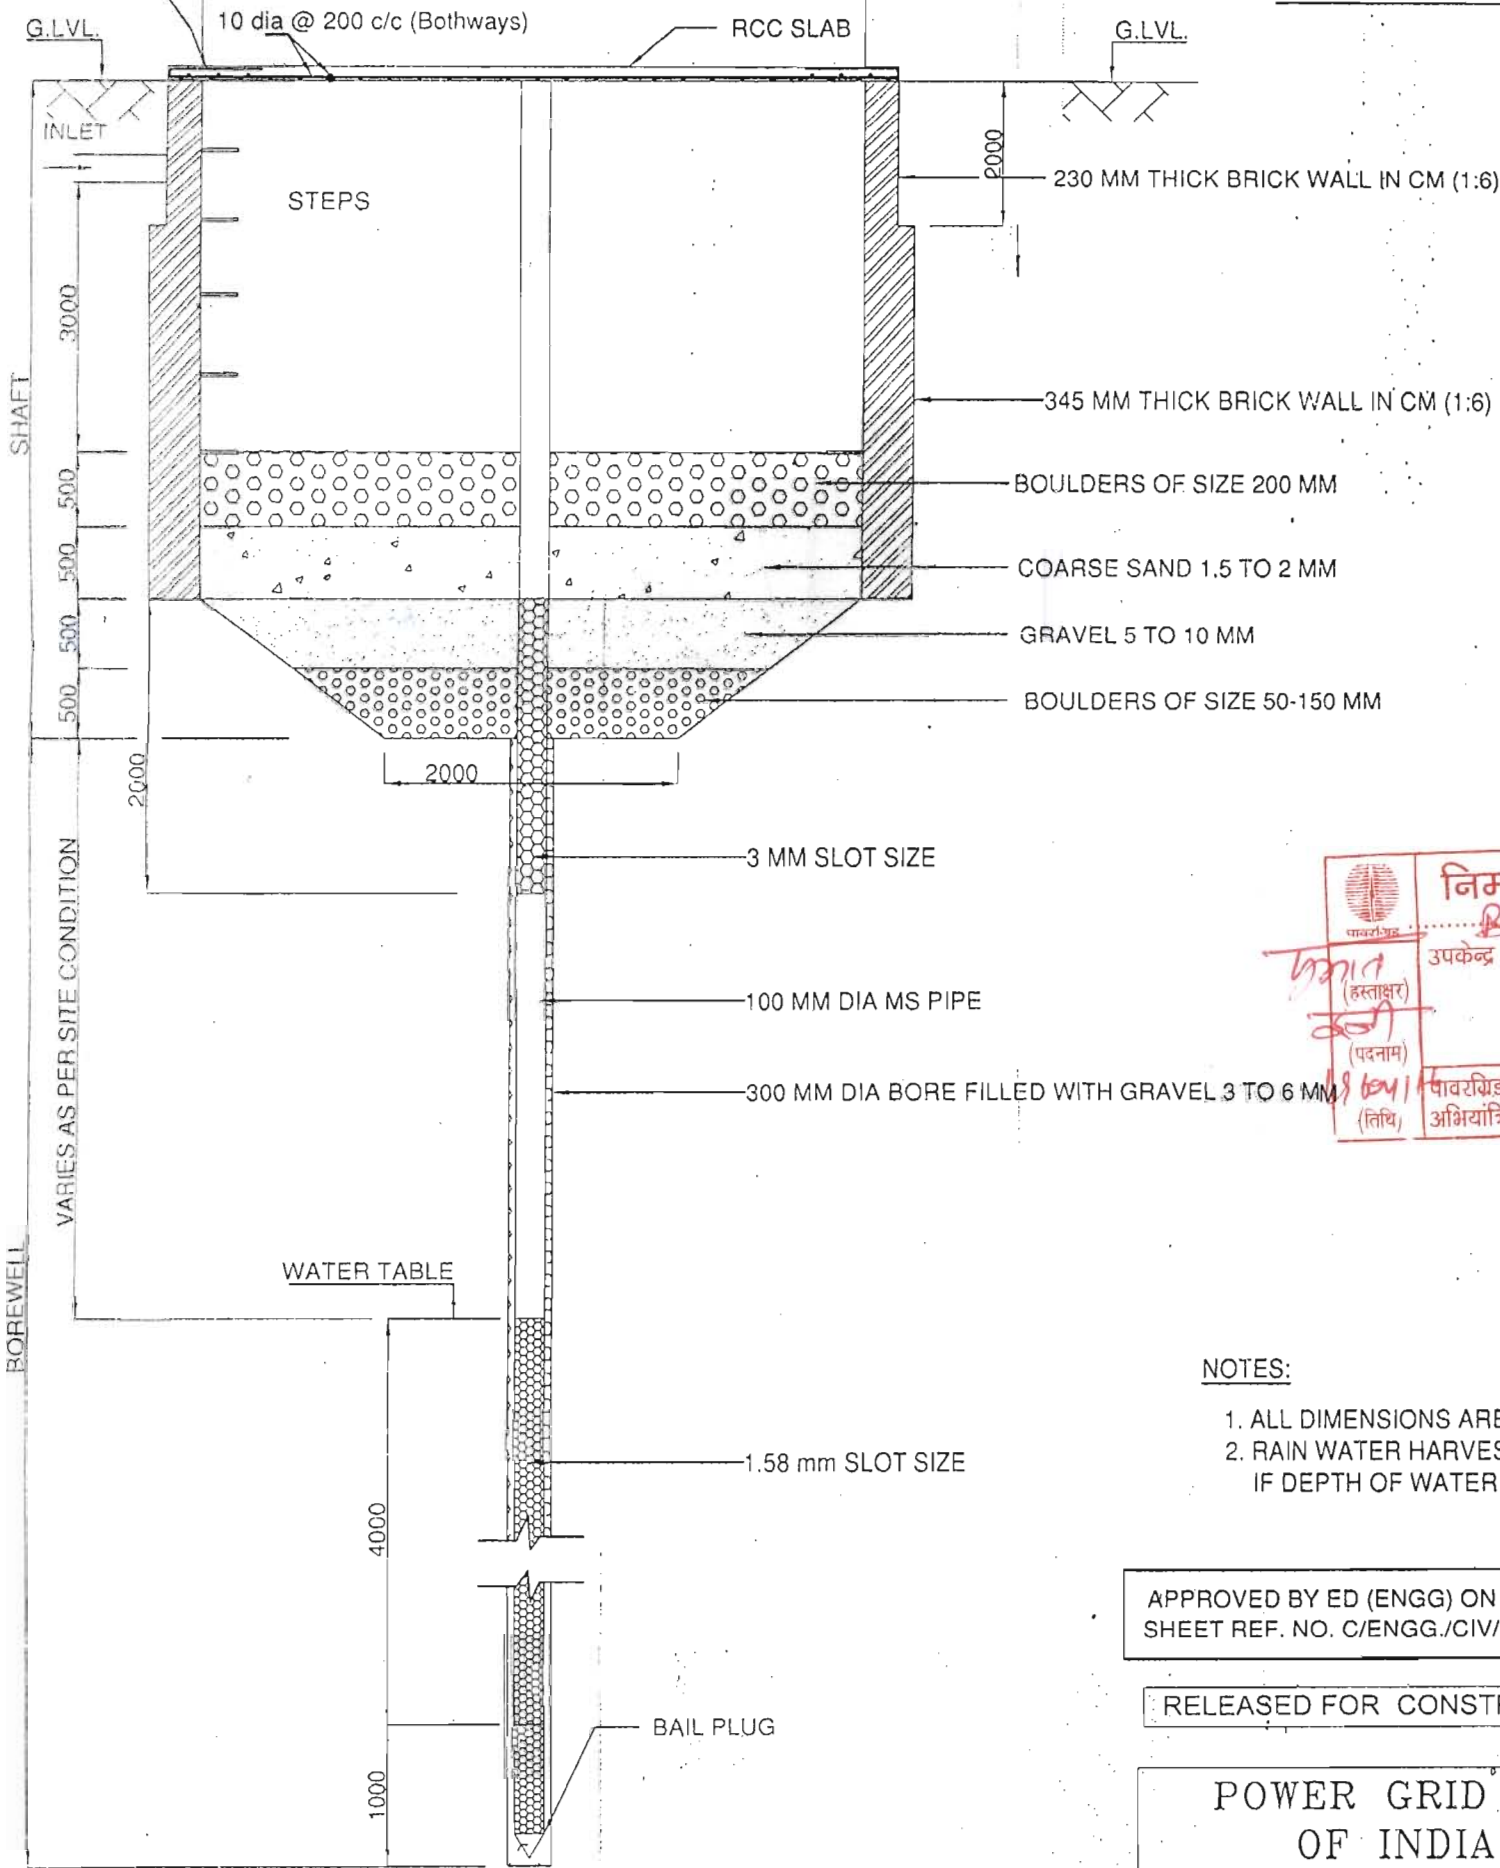 10 dia @ 200 c/c (Bothways)
RCC SLAB
G.LVL.
G.LVL.
INLET
STEPS
2000
230 MM THICK BRICK WALL IN CM (1:6)
3000
SHAFT
345 MM THICK BRICK WALL IN CM (1:6)
500
BOULDERS OF SIZE 200 MM
500
COARSE SAND 1.5 TO 2 MM
500
GRAVEL 5 TO 10 MM
500
BOULDERS OF SIZE 50-150 MM
2000
2000
3 MM SLOT SIZE
VARIES AS PER SITE CONDITION
100 MM DIA MS PIPE
300 MM DIA BORE FILLED WITH GRAVEL 3 TO 6 MM
पावरग्रिड
उपकेन्द्र
(हस्ताक्षर)
(पदनाम)
(तिथि)
पावरग्रिड
WATER TABLE
BOREWELL
1.58 mm SLOT SIZE
4000
BAIL PLUG
1000
NOTES:
1. ALL DIMENSIONS ARE
2. RAIN WATER HARVES
IF DEPTH OF WATER
APPROVED BY ED (ENGG) ON
SHEET REF. NO. C/ENGG./CIV/
RELEASED FOR CONST
POWER GRID
OF INDIA